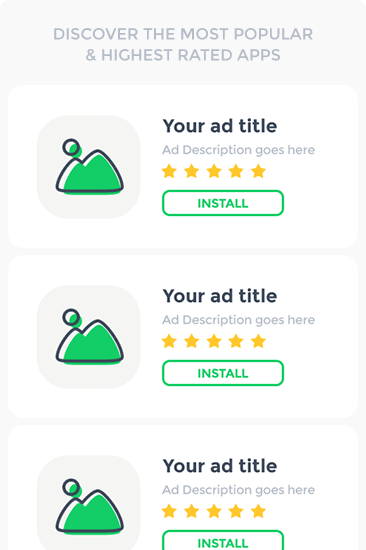 DISCOVER THE MOST POPULAR
& HIGHEST RATED APPS
Your ad title
Ad Description goes here
INSTALL
Your ad title
Ad Description goes here
INSTALL
Your ad title
Ad Description goes here
INSTALL